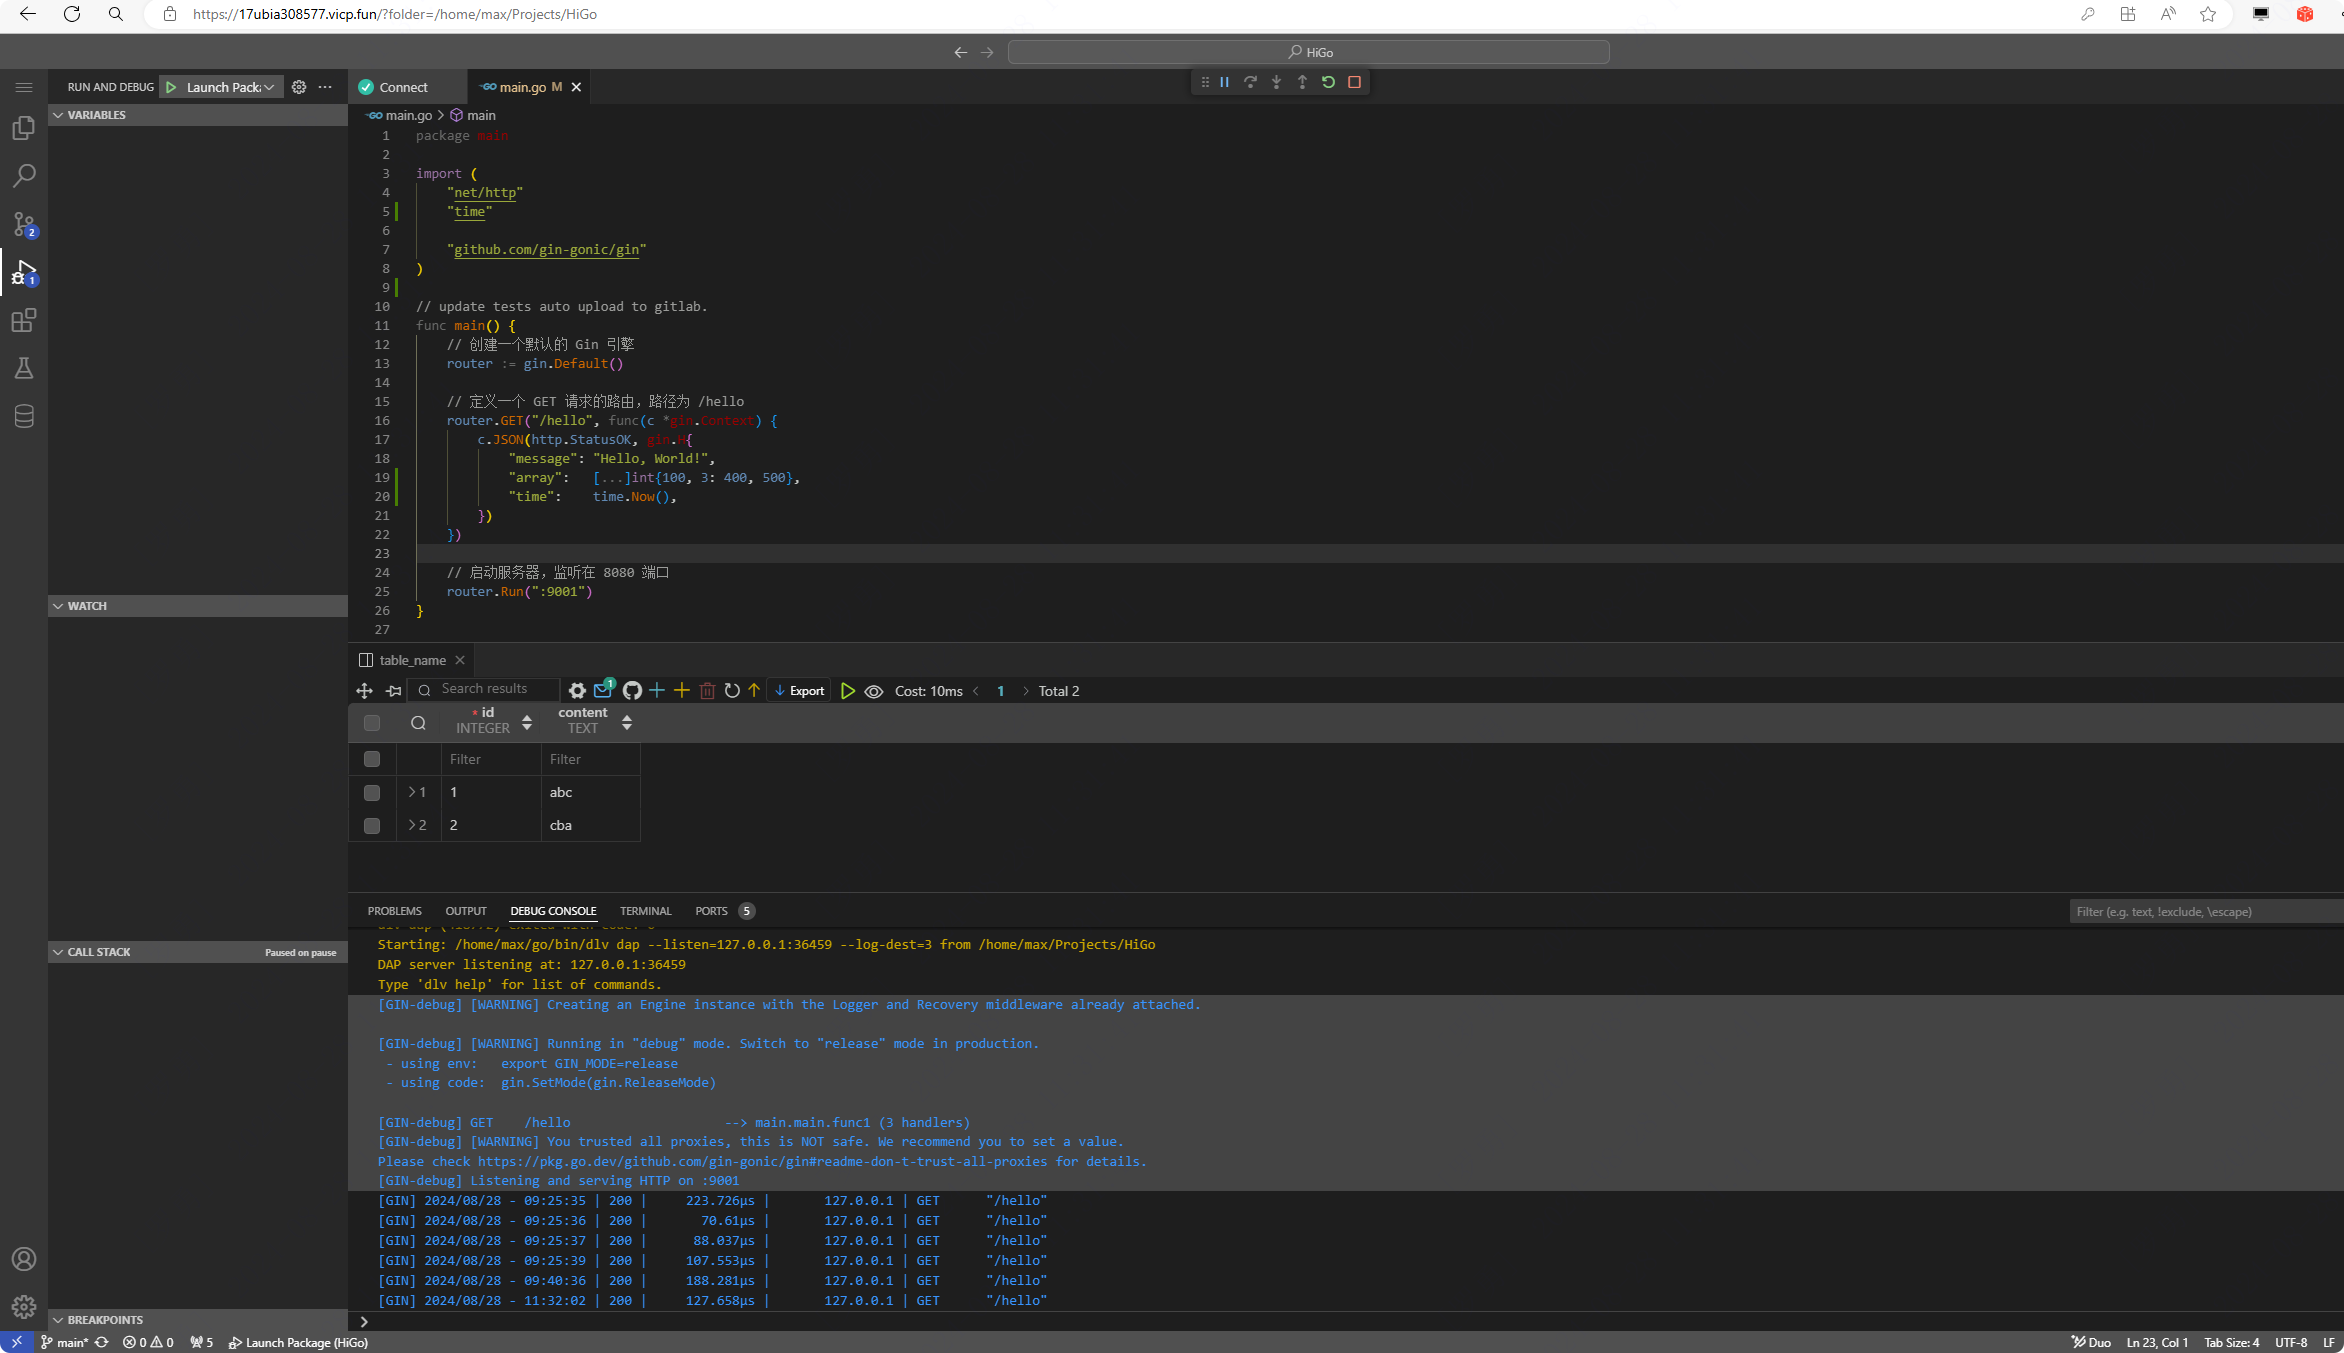 https://17ubia308577.vicp.fun/?folder=/home/max/Projects/HiGo
HiGo
RUN AND DEBUG
Launch Packa
Connect
main.go M
VARIABLES
main.go > main
1 package main
2
3 import (
4 "net/http"
5 "time"
6
7 "github.com/gin-gonic/gin"
8 )
9
10 // update tests auto upload to gitlab.
11 func main() {
12 // 创建一个默认的 Gin 引擎
13 router := gin.Default()
14
15 // 定义一个 GET 请求的路由，路径为 /hello
16 router.GET("/hello", func(c *gin.Context) {
17 c.JSON(http.StatusOK, gin.H{
18 "message": "Hello, World!",
19 "array": [...]int{100, 3: 400, 500},
20 "time": time.Now(),
21 })
22 })
23
24 // 启动服务器，监听在 8080 端口
25 router.Run(":9001")
26 }
27
2
1
WATCH
table_name
Search results
1
Export
Cost: 10ms
1
Total 2
* id
INTEGER
content
TEXT
Filter Filter
1 1 abc
2 2 cba
PROBLEMS OUTPUT DEBUG CONSOLE TERMINAL PORTS 5
Filter (e.g. text, !exclude, \escape)
CALL STACK
Paused on pause
Starting: /home/max/go/bin/dlv dap --listen=127.0.0.1:36459 --log-dest=3 from /home/max/Projects/HiGo
DAP server listening at: 127.0.0.1:36459
Type 'dlv help' for list of commands.
[GIN-debug] [WARNING] Creating an Engine instance with the Logger and Recovery middleware already attached.
[GIN-debug] [WARNING] Running in "debug" mode. Switch to "release" mode in production.
- using env: export GIN_MODE=release
- using code: gin.SetMode(gin.ReleaseMode)
[GIN-debug] GET /hello --> main.main.func1 (3 handlers)
[GIN-debug] [WARNING] You trusted all proxies, this is NOT safe. We recommend you to set a value.
Please check https://pkg.go.dev/github.com/gin-gonic/gin#readme-don-t-trust-all-proxies for details.
[GIN-debug] Listening and serving HTTP on :9001
[GIN] 2024/08/28 - 09:25:35 | 200 | 223.726µs | 127.0.0.1 | GET "/hello"
[GIN] 2024/08/28 - 09:25:36 | 200 | 70.61µs | 127.0.0.1 | GET "/hello"
[GIN] 2024/08/28 - 09:25:37 | 200 | 88.037µs | 127.0.0.1 | GET "/hello"
[GIN] 2024/08/28 - 09:25:39 | 200 | 107.553µs | 127.0.0.1 | GET "/hello"
[GIN] 2024/08/28 - 09:40:36 | 200 | 188.281µs | 127.0.0.1 | GET "/hello"
[GIN] 2024/08/28 - 11:32:02 | 200 | 127.658µs | 127.0.0.1 | GET "/hello"
BREAKPOINTS
main* 0 0 5 Launch Package (HiGo)
Duo Ln 23, Col 1 Tab Size: 4 UTF-8 LF